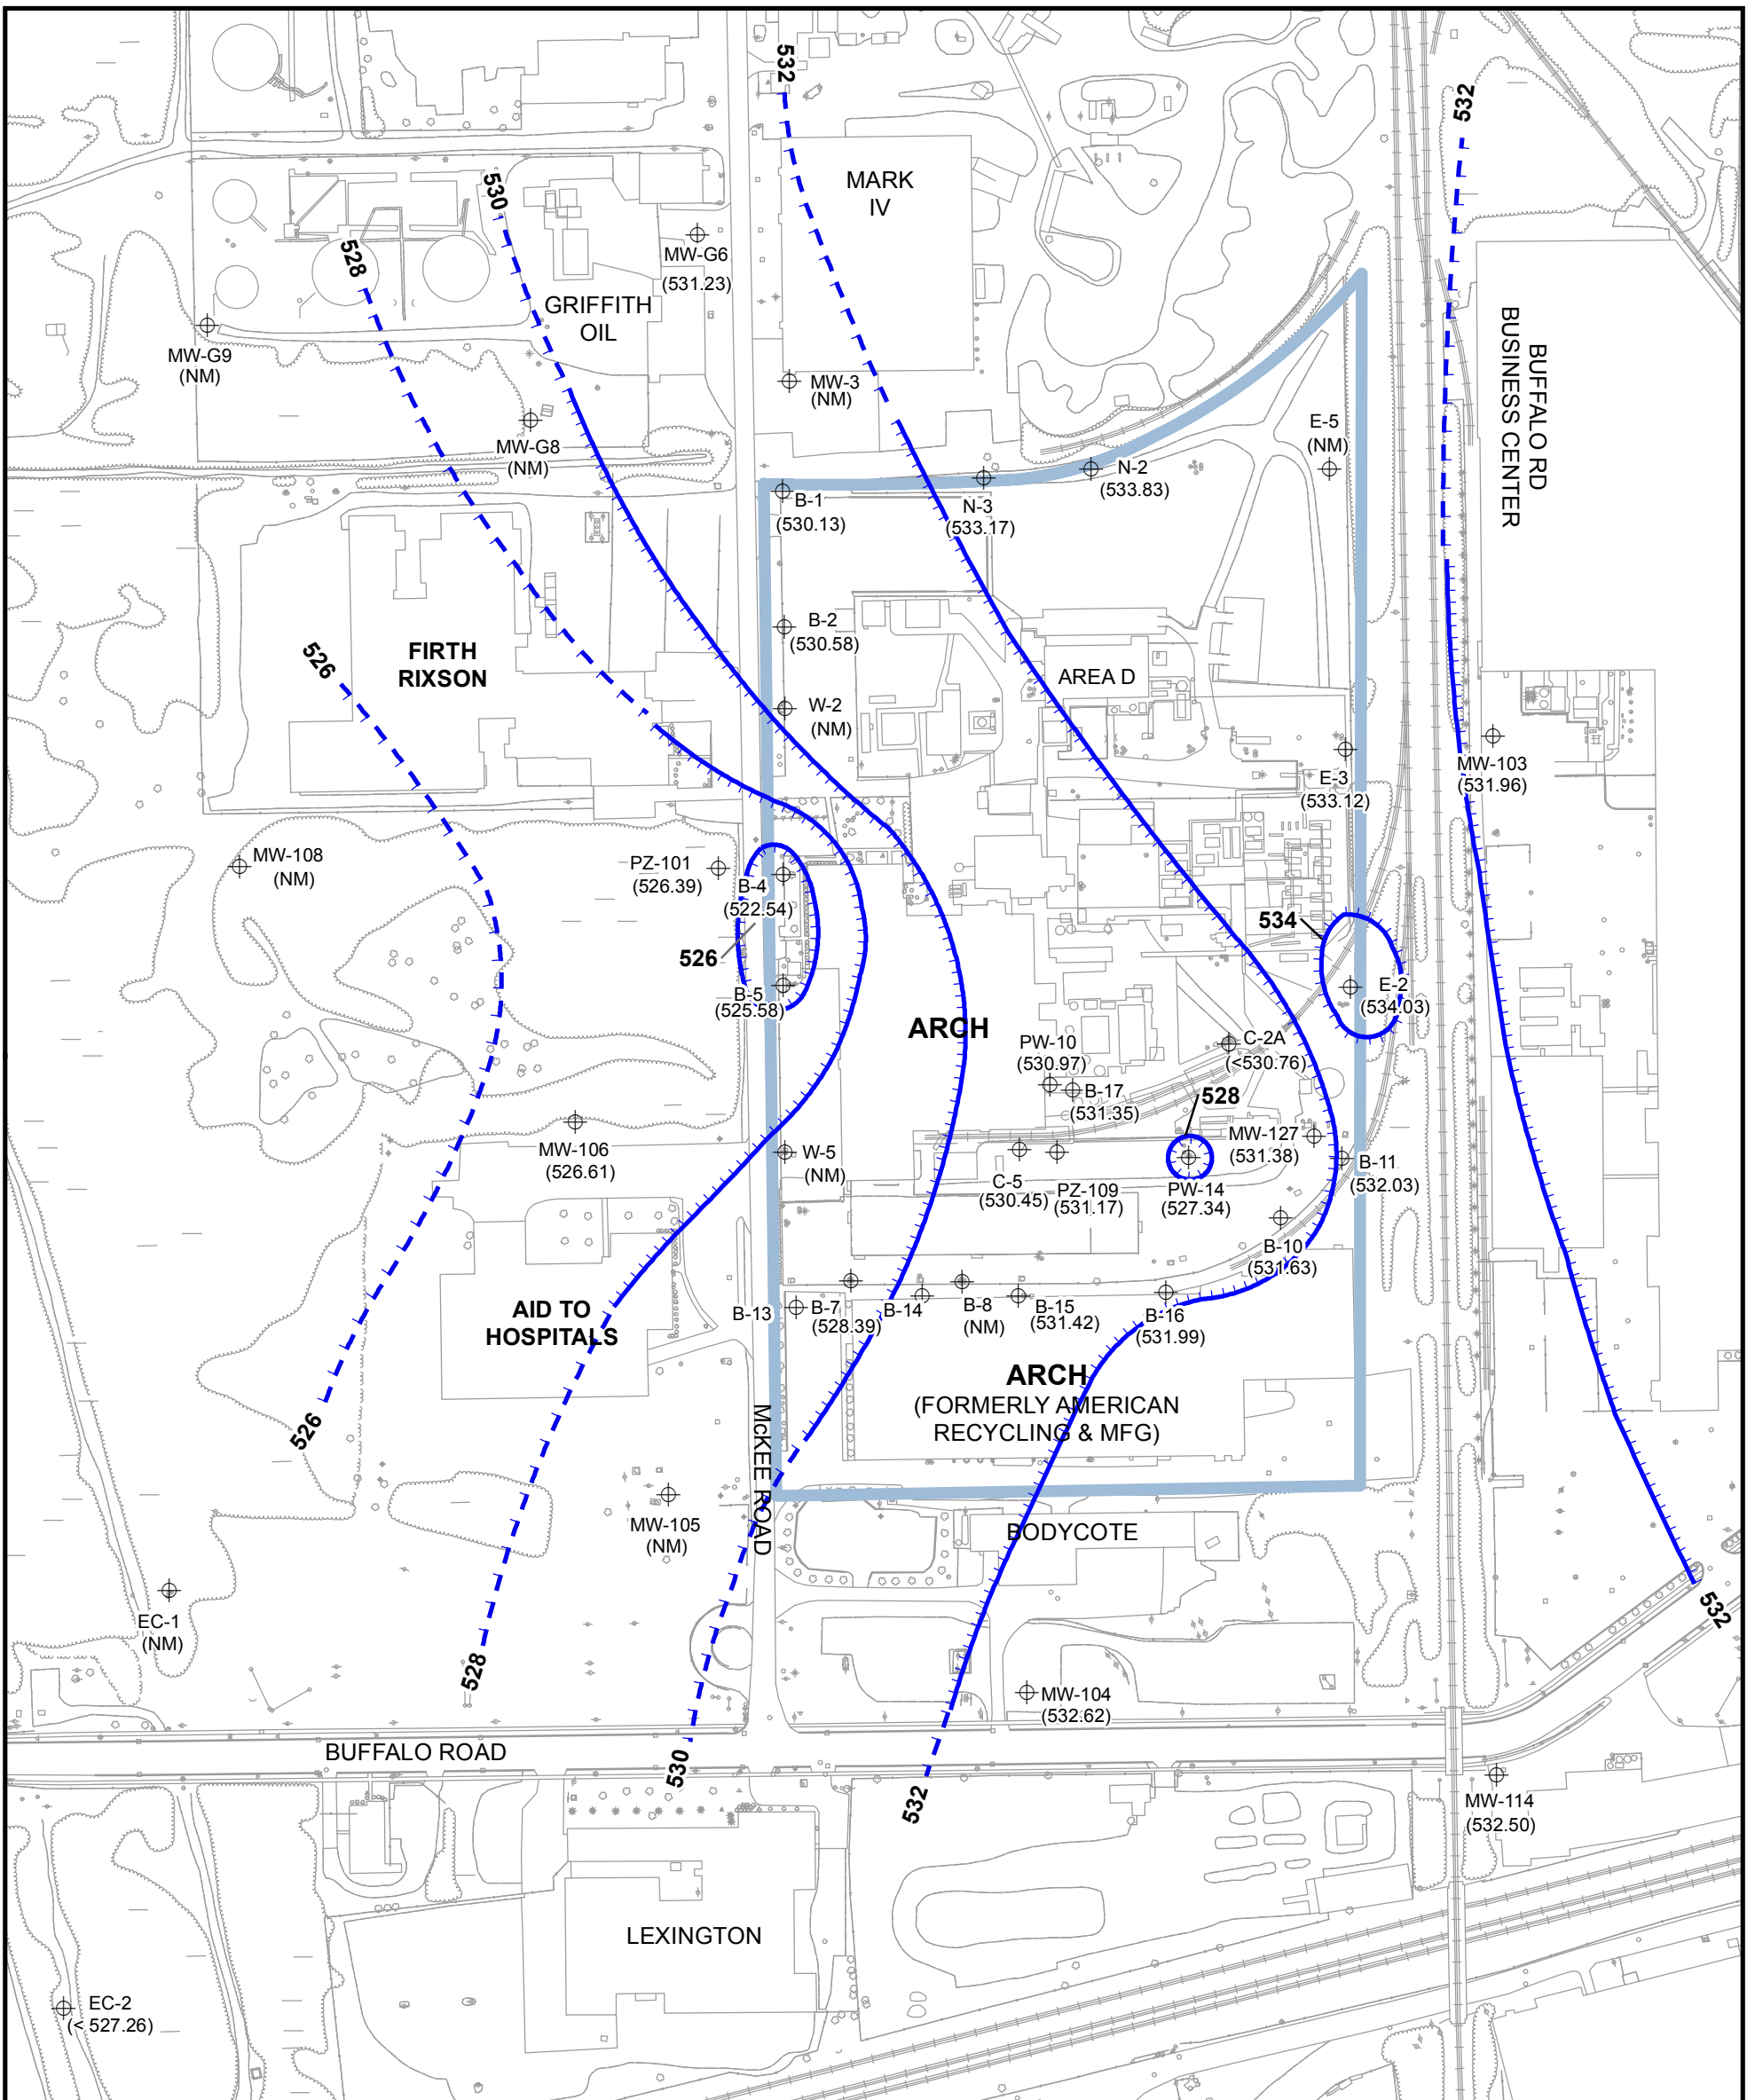 532
532
MARK
IV
530
528
MW-G6
(531.23)
GRIFFITH
OIL
MW-G9
(NM)
BUFFALO RD
BUSINESS CENTER
MW-3
(NM)
E-5
(NM)
MW-G8
(NM)
N-2
(533.83)
B-1
(530.13)
N-3
(533.17)
B-2
(530.58)
526
FIRTH
RIXSON
AREA D
W-2
(NM)
E-3
(533.12)
MW-103
(531.96)
MW-108
(NM)
PZ-101
(526.39)
B-4
(522.54)
534
526
B-5
(525.58)
E-2
(534.03)
ARCH
PW-10
(530.97)
C-2A
(<530.76)
B-17
(531.35)
528
MW-106
(526.61)
W-5
(NM)
MW-127
(531.38)
B-11
(532.03)
C-5
(530.45)
PZ-109
(531.17)
PW-14
(527.34)
B-10
(531.63)
AID TO
HOSPITALS
B-13
B-7
(528.39)
B-14
B-8
(NM)
B-15
(531.42)
B-16
(531.99)
ARCH
(FORMERLY AMERICAN
RECYCLING & MFG)
526
McKEE ROAD
MW-105
(NM)
BODYCOTE
EC-1
(NM)
532
528
MW-104
(532.62)
BUFFALO ROAD
530
532
MW-114
(532.50)
LEXINGTON
EC-2
(< 527.26)